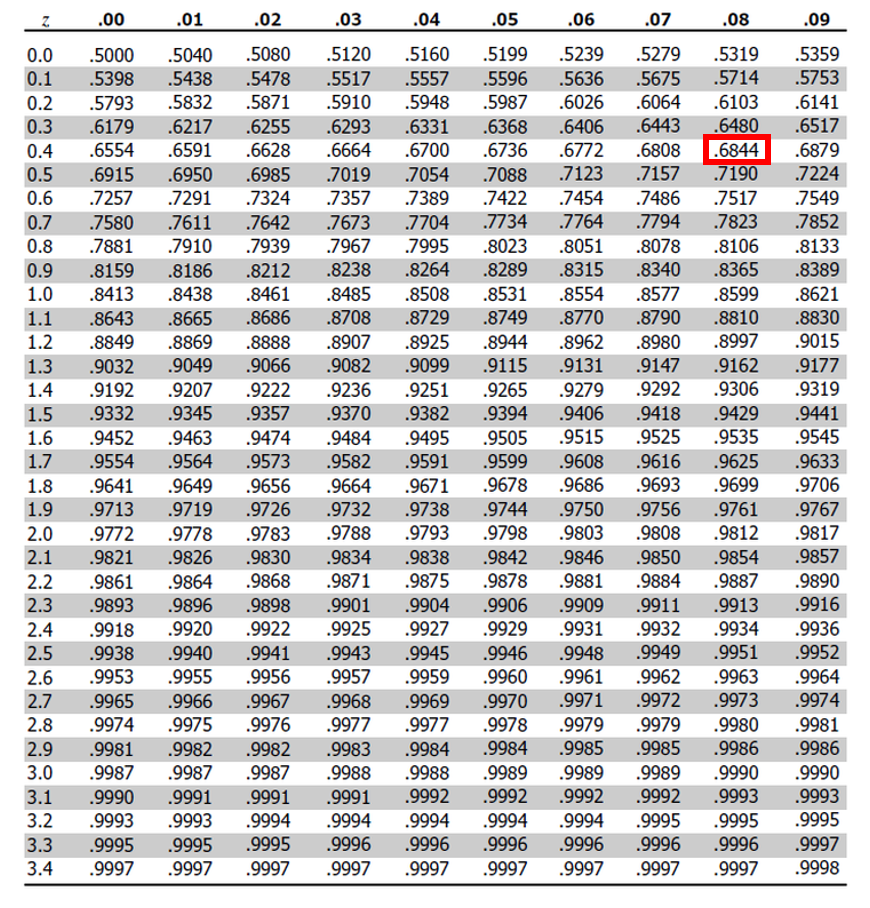 z .00 .01 .02 .03 .04 .05 .06 .07 .08 .09
0.0 .5000 .5040 .5080 .5120 .5160 .5199 .5239 .5279 .5319 .5359
0.1 .5398 .5438 .5478 .5517 .5557 .5596 .5636 .5675 .5714 .5753
0.2 .5793 .5832 .5871 .5910 .5948 .5987 .6026 .6064 .6103 .6141
0.3 .6179 .6217 .6255 .6293 .6331 .6368 .6406 .6443 .6480 .6517
0.4 .6554 .6591 .6628 .6664 .6700 .6736 .6772 .6808 .6844 .6879
0.5 .6915 .6950 .6985 .7019 .7054 .7088 .7123 .7157 .7190 .7224
0.6 .7257 .7291 .7324 .7357 .7389 .7422 .7454 .7486 .7517 .7549
0.7 .7580 .7611 .7642 .7673 .7704 .7734 .7764 .7794 .7823 .7852
0.8 .7881 .7910 .7939 .7967 .7995 .8023 .8051 .8078 .8106 .8133
0.9 .8159 .8186 .8212 .8238 .8264 .8289 .8315 .8340 .8365 .8389
1.0 .8413 .8438 .8461 .8485 .8508 .8531 .8554 .8577 .8599 .8621
1.1 .8643 .8665 .8686 .8708 .8729 .8749 .8770 .8790 .8810 .8830
1.2 .8849 .8869 .8888 .8907 .8925 .8944 .8962 .8980 .8997 .9015
1.3 .9032 .9049 .9066 .9082 .9099 .9115 .9131 .9147 .9162 .9177
1.4 .9192 .9207 .9222 .9236 .9251 .9265 .9279 .9292 .9306 .9319
1.5 .9332 .9345 .9357 .9370 .9382 .9394 .9406 .9418 .9429 .9441
1.6 .9452 .9463 .9474 .9484 .9495 .9505 .9515 .9525 .9535 .9545
1.7 .9554 .9564 .9573 .9582 .9591 .9599 .9608 .9616 .9625 .9633
1.8 .9641 .9649 .9656 .9664 .9671 .9678 .9686 .9693 .9699 .9706
1.9 .9713 .9719 .9726 .9732 .9738 .9744 .9750 .9756 .9761 .9767
2.0 .9772 .9778 .9783 .9788 .9793 .9798 .9803 .9808 .9812 .9817
2.1 .9821 .9826 .9830 .9834 .9838 .9842 .9846 .9850 .9854 .9857
2.2 .9861 .9864 .9868 .9871 .9875 .9878 .9881 .9884 .9887 .9890
2.3 .9893 .9896 .9898 .9901 .9904 .9906 .9909 .9911 .9913 .9916
2.4 .9918 .9920 .9922 .9925 .9927 .9929 .9931 .9932 .9934 .9936
2.5 .9938 .9940 .9941 .9943 .9945 .9946 .9948 .9949 .9951 .9952
2.6 .9953 .9955 .9956 .9957 .9959 .9960 .9961 .9962 .9963 .9964
2.7 .9965 .9966 .9967 .9968 .9969 .9970 .9971 .9972 .9973 .9974
2.8 .9974 .9975 .9976 .9977 .9977 .9978 .9979 .9979 .9980 .9981
2.9 .9981 .9982 .9982 .9983 .9984 .9984 .9985 .9985 .9986 .9986
3.0 .9987 .9987 .9987 .9988 .9988 .9989 .9989 .9989 .9990 .9990
3.1 .9990 .9991 .9991 .9991 .9992 .9992 .9992 .9992 .9993 .9993
3.2 .9993 .9993 .9994 .9994 .9994 .9994 .9994 .9995 .9995 .9995
3.3 .9995 .9995 .9995 .9996 .9996 .9996 .9996 .9996 .9996 .9997
3.4 .9997 .9997 .9997 .9997 .9997 .9997 .9997 .9997 .9997 .9998